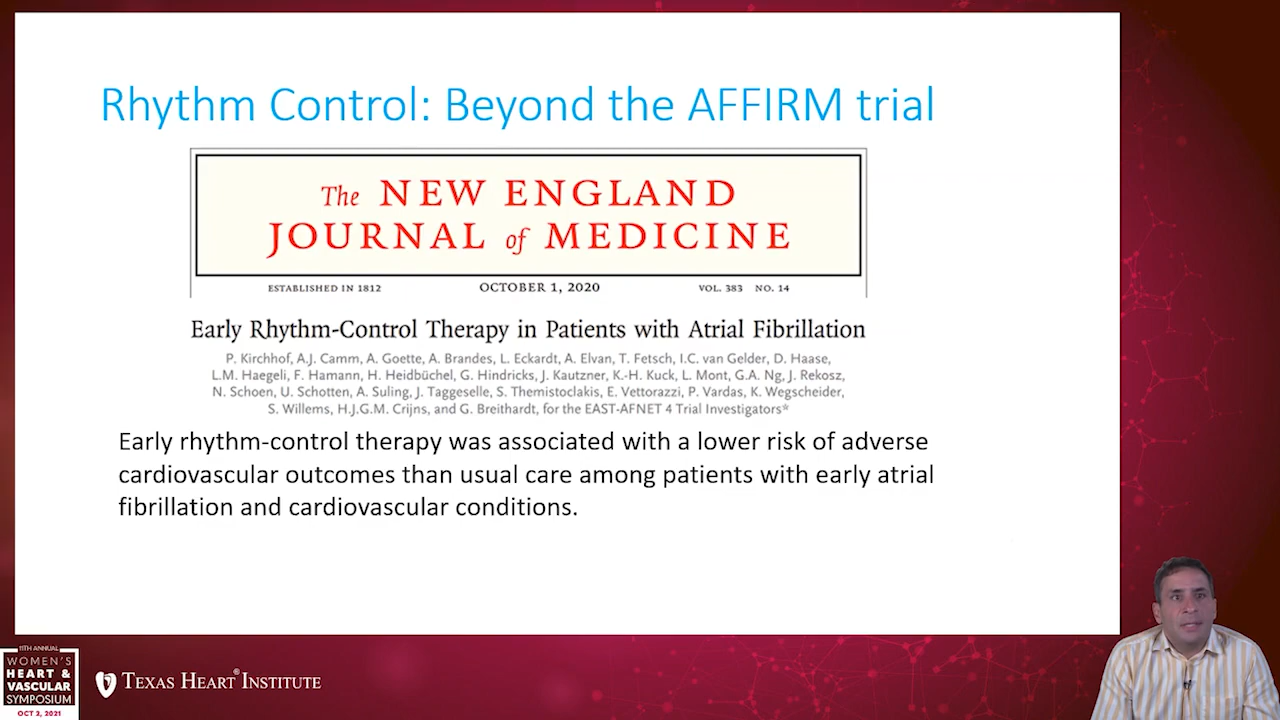 Rhythm Control: Beyond the AFFIRM trial
The NEW ENGLAND
JOURNAL of MEDICINE
ESTABLISHED IN 1812 OCTOBER 1, 2020 VOL. 383 NO. 14
Early Rhythm-Control Therapy in Patients with Atrial Fibrillation
P. Kirchhof, A.J. Camm, A. Goette, A. Brandes, L. Eckardt, A. Elvan, T. Fetsch, I.C. van Gelder, D. Haase,
L.M. Haegeli, F. Hamann, H. Heidbüchel, G. Hindricks, J. Kautzner, K.-H. Kuck, L. Mont, G.A. Ng, J. Rekosz,
N. Schoen, U. Schotten, A. Suling, J. Taggeselle, S. Themistoclakis, E. Vettorazzi, P. Vardas, K. Wegscheider,
S. Willems, H.J.G.M. Crijns, and G. Breithardt, for the EAST-AFNET 4 Trial Investigators*
Early rhythm-control therapy was associated with a lower risk of adverse
cardiovascular outcomes than usual care among patients with early atrial
fibrillation and cardiovascular conditions.
11TH ANNUAL
WOMEN'S
HEART &
VASCULAR
SYMPOSIUM
OCT 2, 2021
TEXAS HEART® INSTITUTE